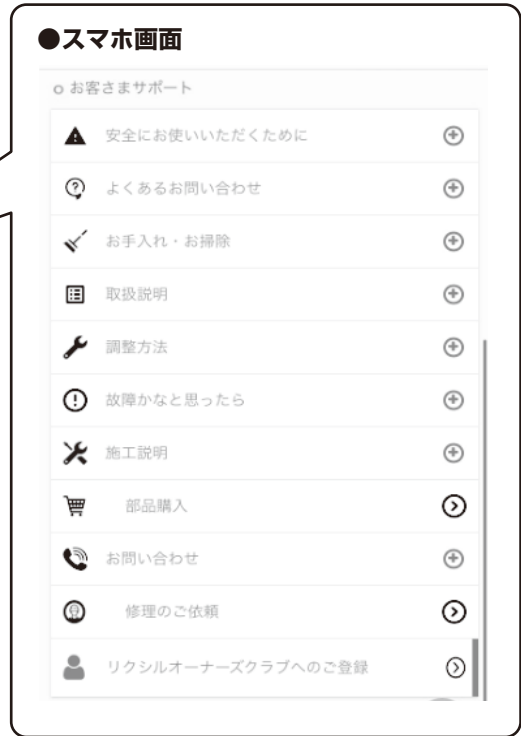 ●スマホ画面
お客さまサポート
安全にお使いいただくために
よくあるお問い合わせ
お手入れ・お掃除
取扱説明
調整方法
故障かなと思ったら
施工説明
部品購入
お問い合わせ
修理のご依頼
リクシルオーナーズクラブへのご登録